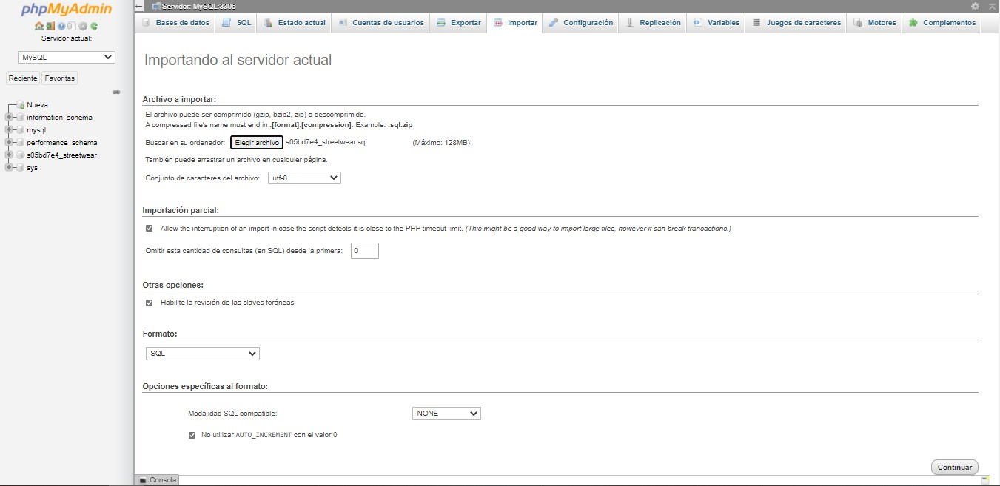 phpMyAdmin
Servidor actual:
MySQL
Reciente Favoritas
Nueva
information_schema
mysql
performance_schema
s05bd7e4_streetwear
sys
Servidor: MySQL:3306
Bases de datos SQL Estado actual Cuentas de usuarios Exportar Importar Configuración Replicación Variables Juegos de caracteres Motores Complementos
Importando al servidor actual
Archivo a importar:
El archivo puede ser comprimido (gzip, bzip2, zip) o descomprimido.
A compressed file's name must end in .[format].[compression]. Example: .sql.zip
Buscar en su ordenador: Elegir archivo s05bd7e4_streetwear.sql (Máximo: 128MB)
También puede arrastrar un archivo en cualquier página.
Conjunto de caracteres del archivo: utf-8
Importación parcial:
Allow the interruption of an import in case the script detects it is close to the PHP timeout limit. (This might be a good way to import large files, however it can break transactions.)
Omitir esta cantidad de consultas (en SQL) desde la primera: 0
Otras opciones:
Habilite la revisión de las claves foráneas
Formato:
SQL
Opciones específicas al formato:
Modalidad SQL compatible: NONE
No utilizar AUTO_INCREMENT con el valor 0
Continuar
Consola